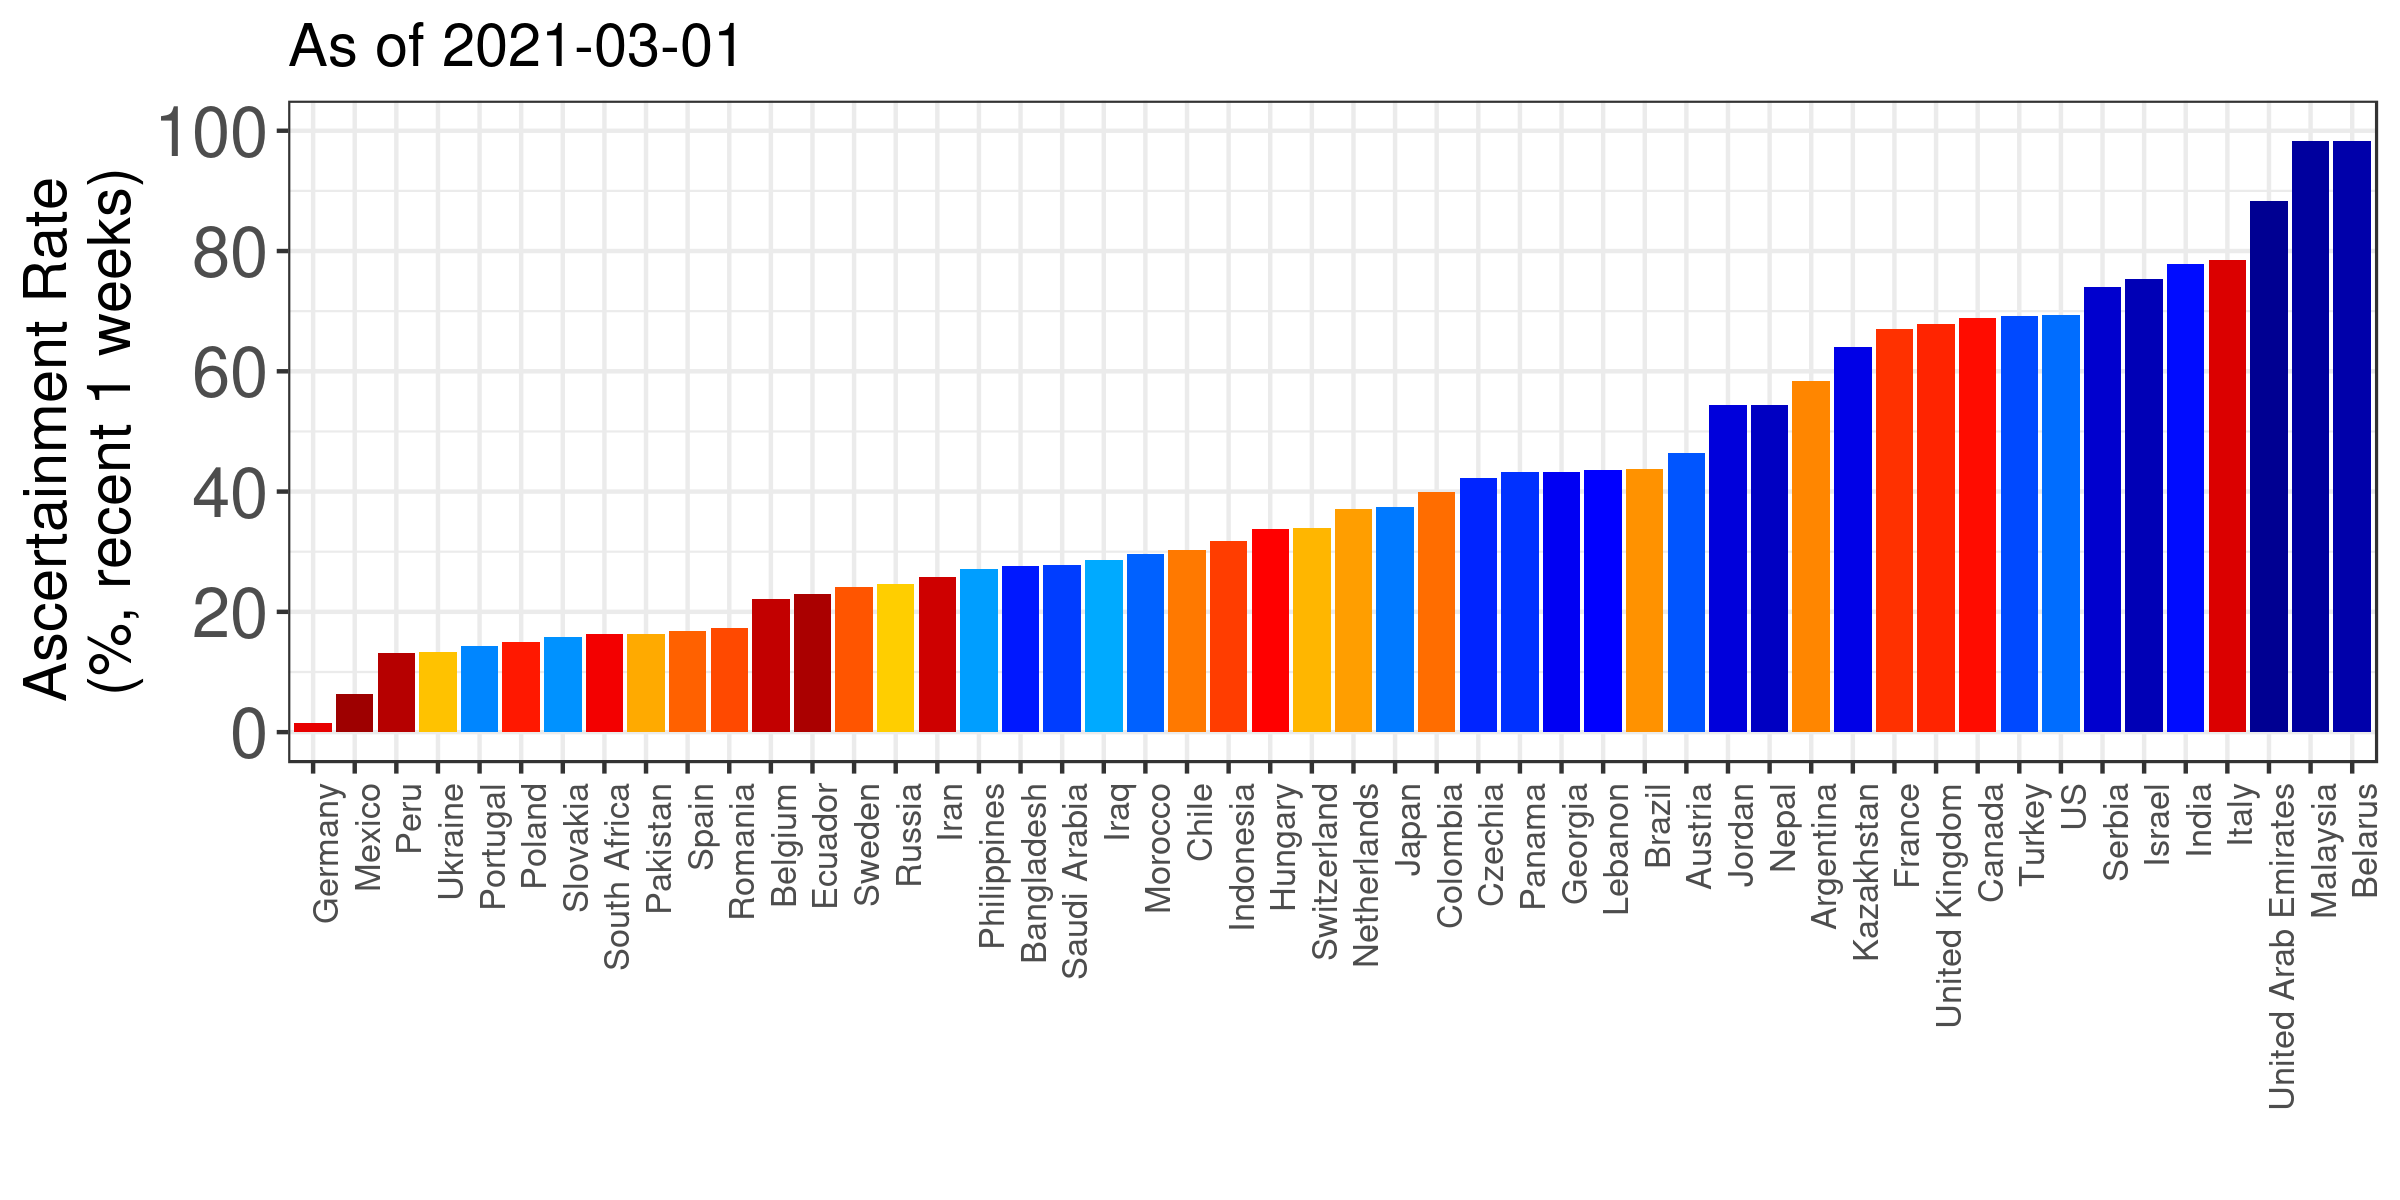 As of 2021-03-01
Ascertainment Rate
(%, recent 1 weeks)
100
80
60
40
20
0
Germany
Mexico
Peru
Ukraine
Portugal
Poland
Slovakia
South Africa
Pakistan
Spain
Romania
Belgium
Ecuador
Sweden
Russia
Iran
Philippines
Bangladesh
Saudi Arabia
Iraq
Morocco
Chile
Indonesia
Hungary
Switzerland
Netherlands
Japan
Colombia
Czechia
Panama
Georgia
Lebanon
Brazil
Austria
Jordan
Nepal
Argentina
Kazakhstan
France
United Kingdom
Canada
Turkey
US
Serbia
Israel
India
Italy
United Arab Emirates
Malaysia
Belarus